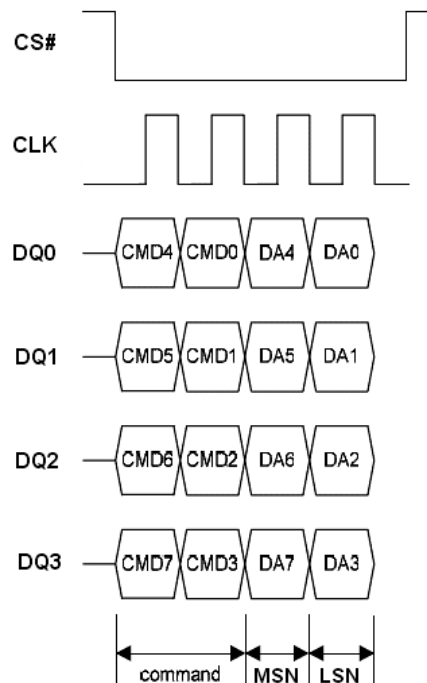 CS#
CLK
DQ0 CMD4 CMD0 DA4 DA0
DQ1 CMD5 CMD1 DA5 DA1
DQ2 CMD6 CMD2 DA6 DA2
DQ3 CMD7 CMD3 DA7 DA3
command MSN LSN